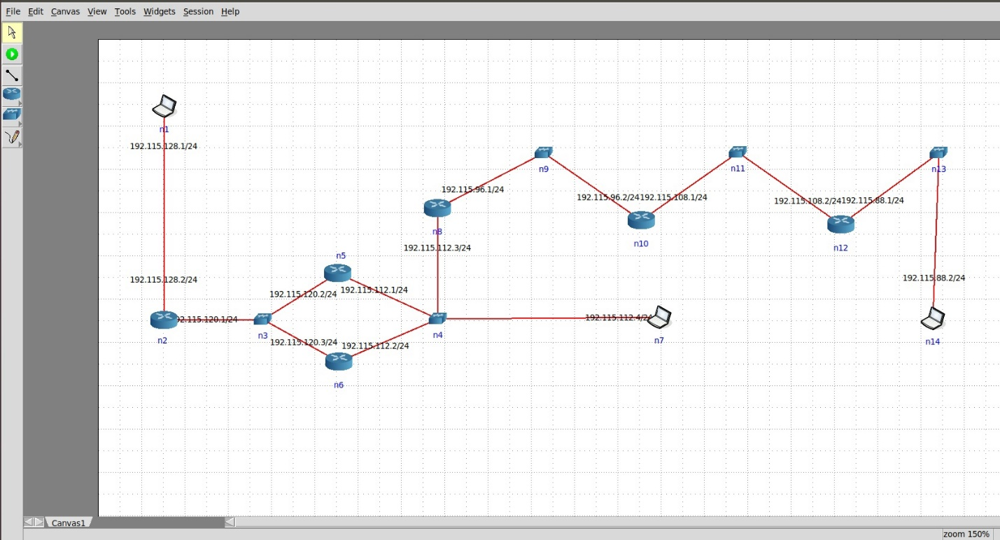 File Edit Canvas View Tools Widgets Session Help
n1
192.115.128.1/24
n9
n11
n13
192.115.96.1/24
192.115.96.2/24
192.115.108.1/24
192.115.108.2/24
192.115.88.1/24
n8
n10
n12
192.115.112.3/24
n5
192.115.128.2/24
192.115.88.2/24
192.115.120.2/24
192.115.112.1/24
92.115.120.1/24
192.115.112.4/24
n2
n3
n4
n7
n14
192.115.120.3/24
192.115.112.2/24
n6
Canvas1
zoom 150%